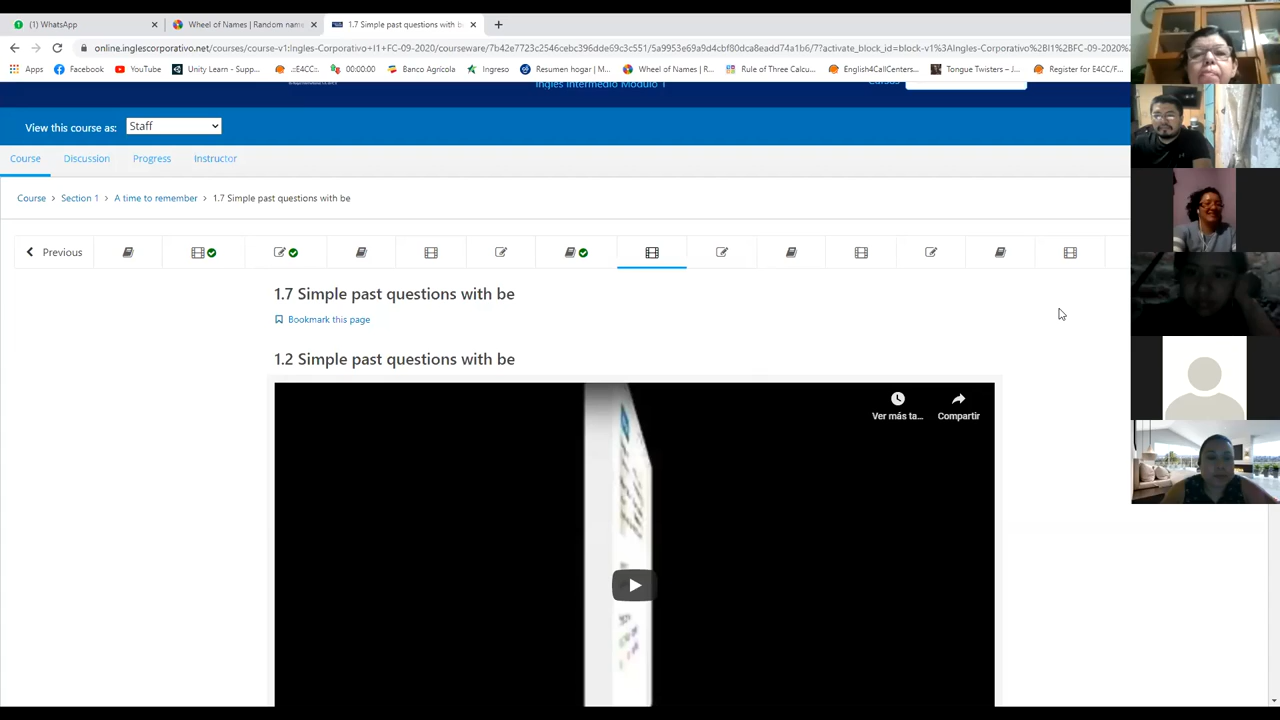 (1) WhatsApp
Wheel of Names | Random name
1.7 Simple past questions with b
online.inglescorporativo.net/courses/course-v1:Ingles-Corporativo+I1+FC-09-2020/courseware/7b42e7723c2546cebc396dde69c3c551/5a9953e69a9d4cbf80dca8eadd74a1b6/7?activate_block_id=block-v1%3AIngles-Corporativo%2BI1%2BFC-09-2020%
Apps
Facebook
YouTube
Unity Learn - Supp...
.:E4CC:.
00:00:00
Banco Agrícola
Ingreso
Resumen hogar | M...
Wheel of Names | R...
Rule of Three Calcu...
English4CallCenters...
Tongue Twisters – J...
Register for E4CC/F...
Ingles Intermedio Modulo 1
View this course as:
Staff
Course
Discussion
Progress
Instructor
Course > Section 1 > A time to remember > 1.7 Simple past questions with be
Previous
1.7 Simple past questions with be
Bookmark this page
1.2 Simple past questions with be
Ver más ta...
Compartir